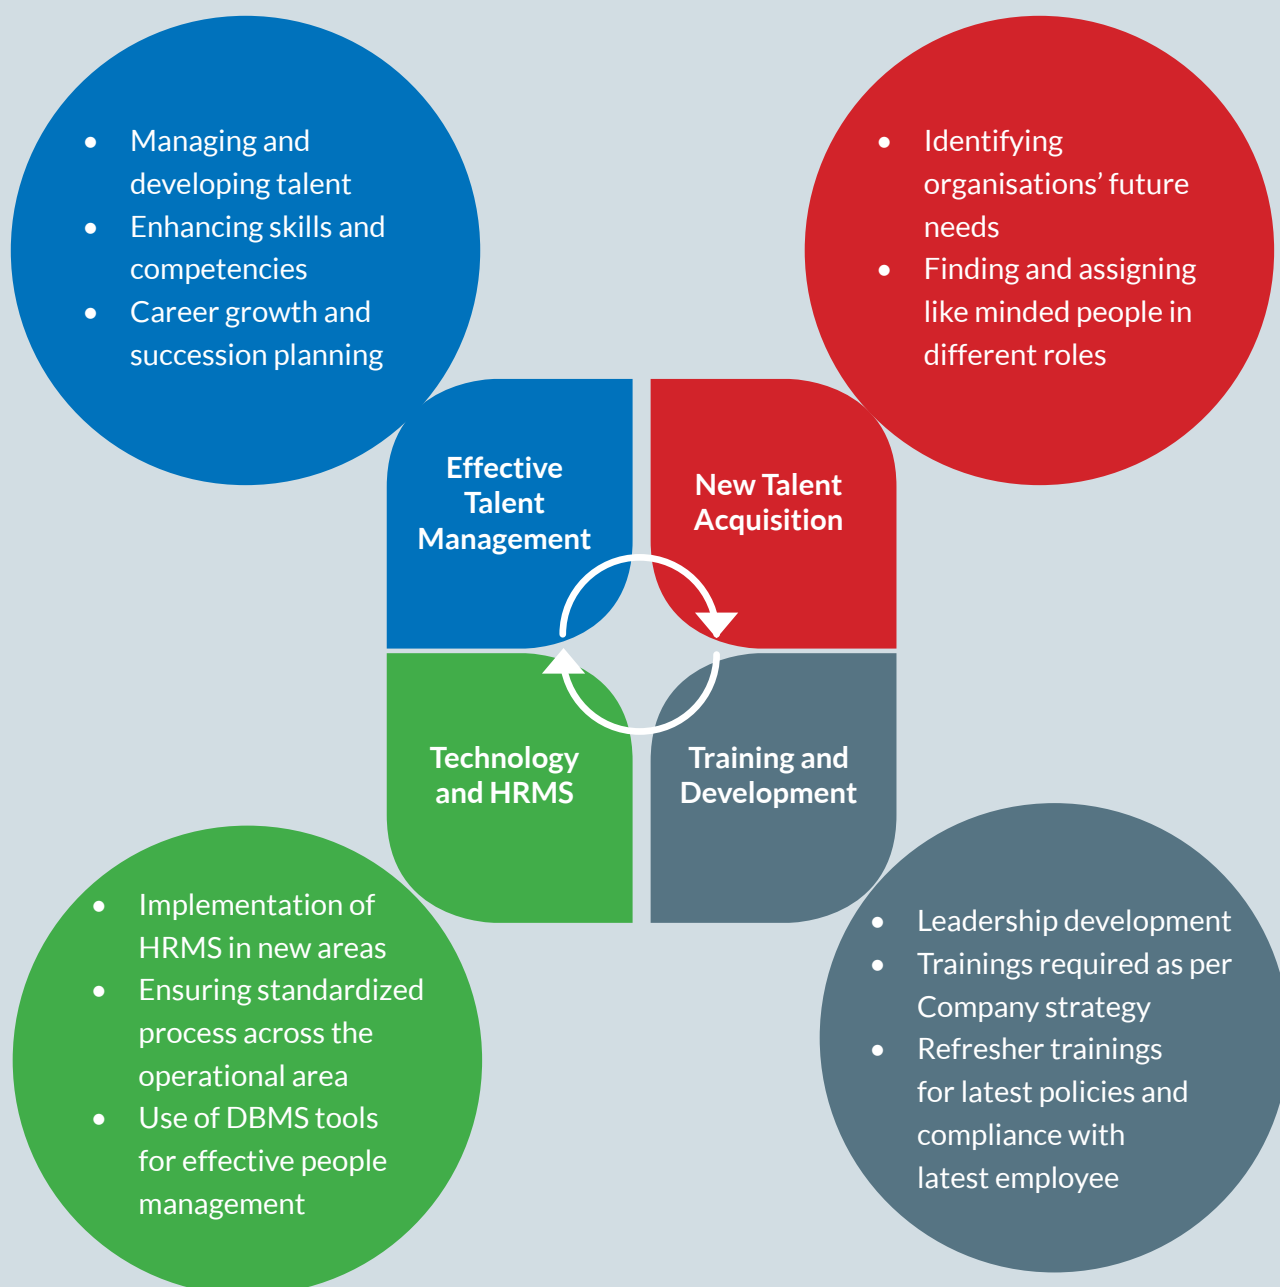 • Managing and
developing talent
• Enhancing skills and
competencies
• Career growth and
succession planning
• Identifying
organisations’ future
needs
• Finding and assigning
like minded people in
different roles
Effective
Talent
Management
New Talent
Acquisition
Technology
and HRMS
Training and
Development
• Implementation of
HRMS in new areas
• Ensuring standardized
process across the
operational area
• Use of DBMS tools
for effective people
management
• Leadership development
• Trainings required as per
Company strategy
• Refresher trainings
for latest policies and
compliance with
latest employee